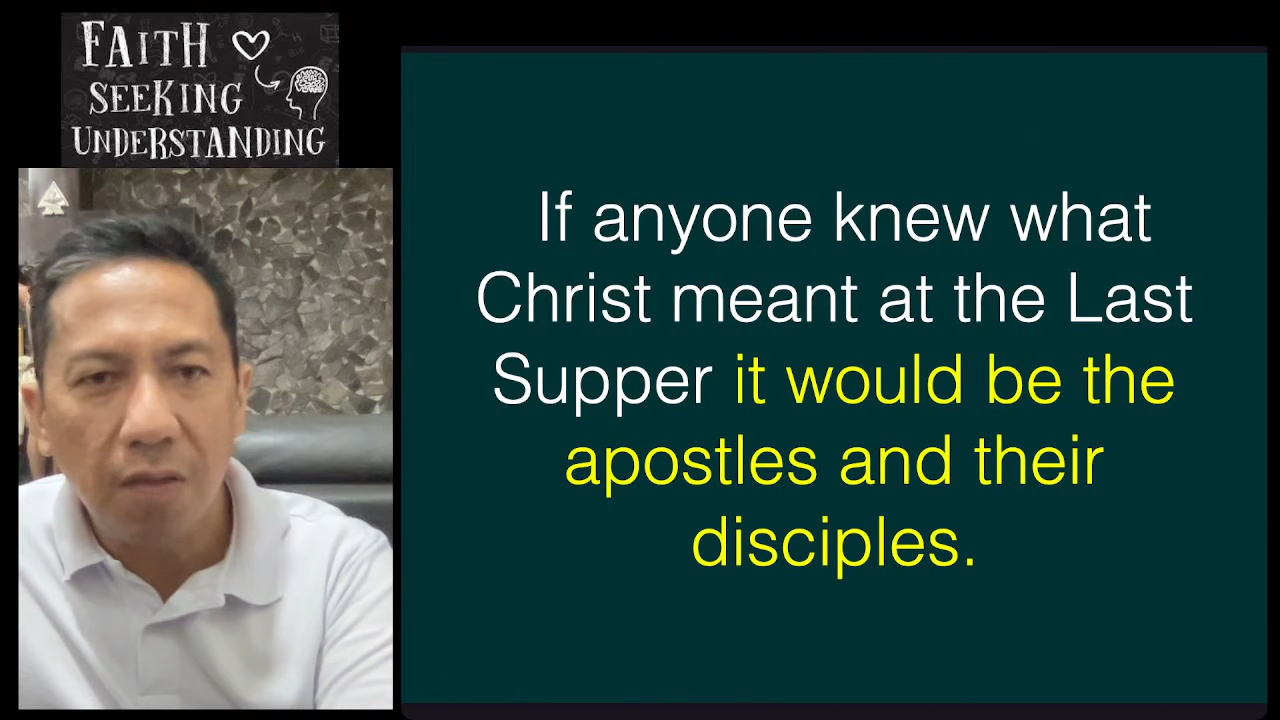 FAITH
SEEKING
UNDERSTANDING
If anyone knew what
Christ meant at the Last
Supper it would be the
apostles and their
disciples.